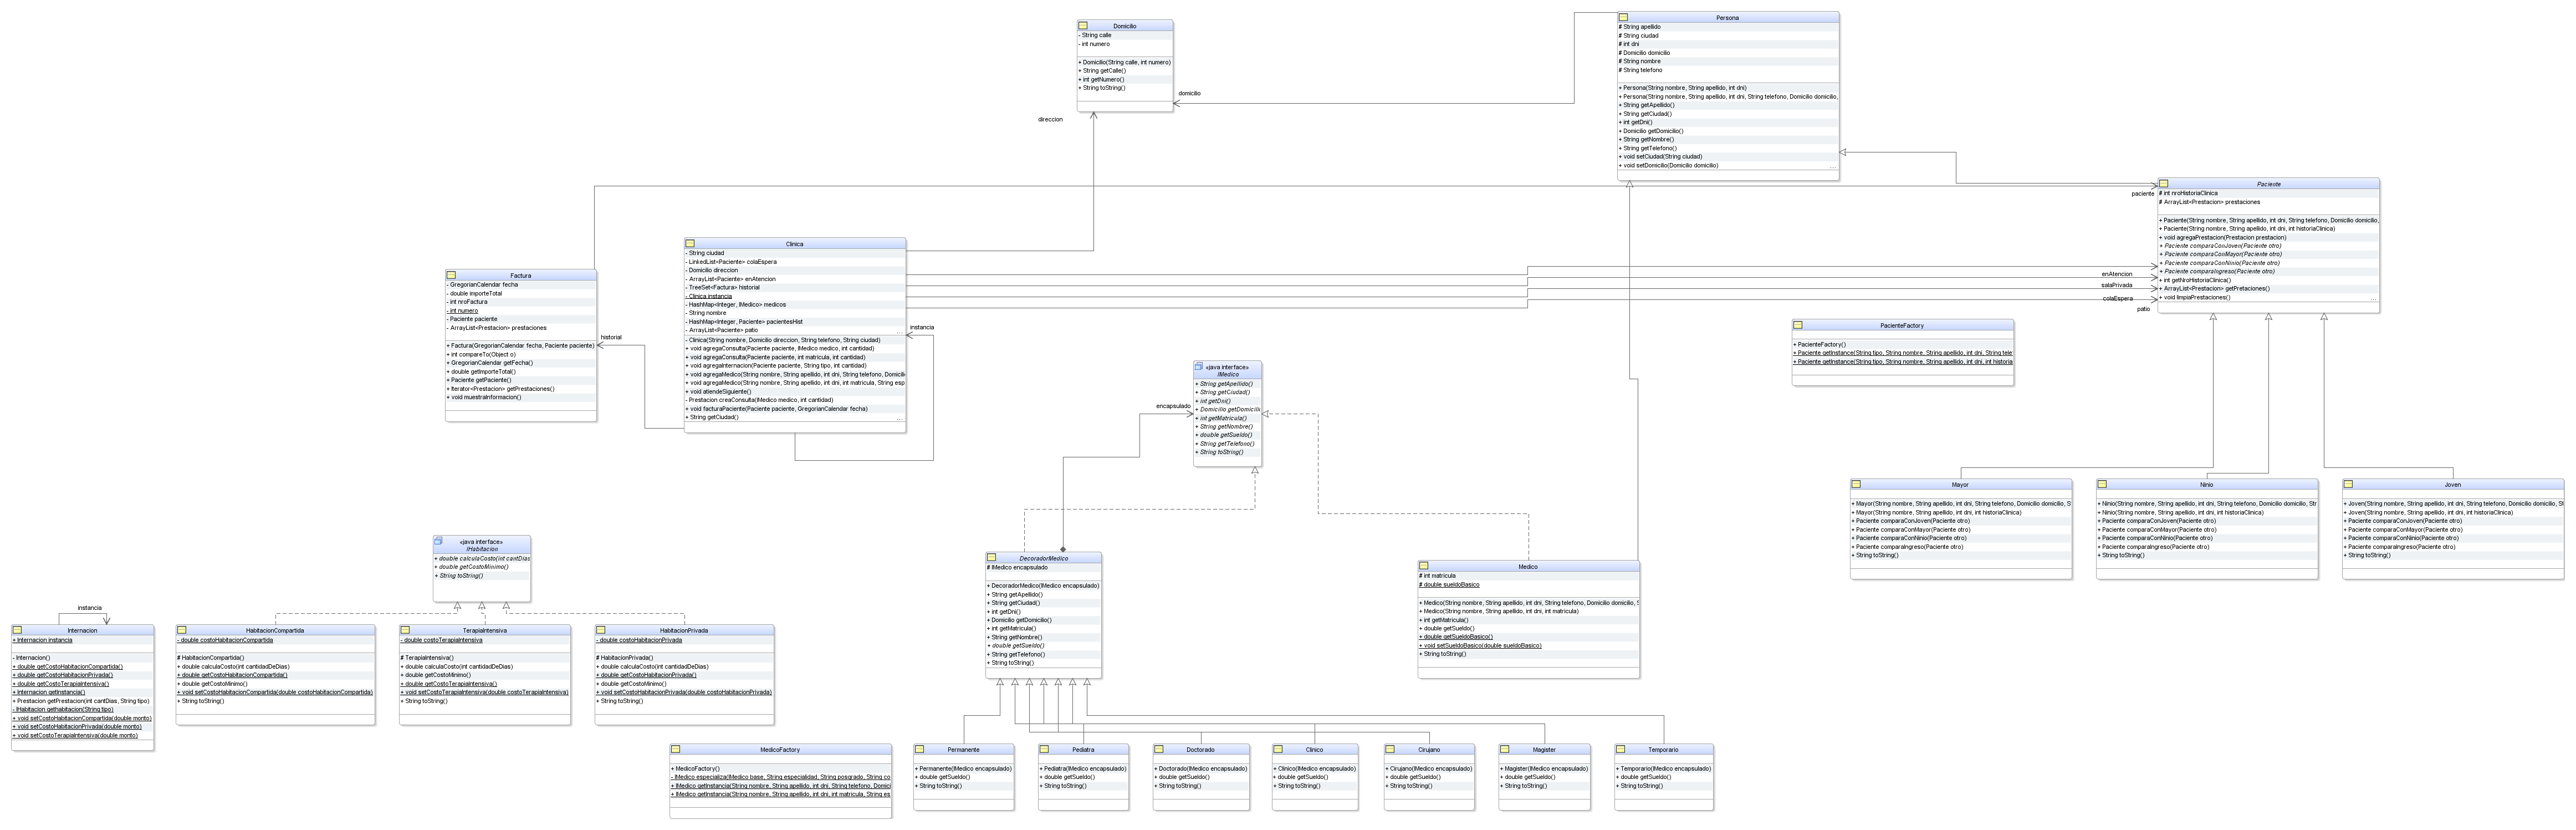 Domicilio
- String calle
- int numero
+ Domicilio(String calle, int numero)
+ String getCalle()
+ int getNumero()
+ String toString()
domicilio
direccion
Persona
# String apellido
# String ciudad
# int dni
# Domicilio domicilio
# String nombre
# String telefono
+ Persona(String nombre, String apellido, int dni)
+ Persona(String nombre, String apellido, int dni, String telefono, Domicilio domicilio,
+ String getApellido()
+ String getCiudad()
+ int getDni()
+ Domicilio getDomicilio()
+ String getNombre()
+ String getTelefono()
+ void setCiudad(String ciudad)
+ void setDomicilio(Domicilio domicilio)
...
Paciente
# int nroHistoriaClinica
# ArrayList<Prestacion> prestaciones
+ Paciente(String nombre, String apellido, int dni, String telefono, Domicilio domicilio,
+ Paciente(String nombre, String apellido, int dni, int historiaClinica)
+ void agregaPrestacion(Prestacion prestacion)
+ Paciente comparaConJoven(Paciente otro)
+ Paciente comparaConMayor(Paciente otro)
+ Paciente comparaConNinio(Paciente otro)
+ Paciente comparaIngreso(Paciente otro)
+ int getNroHistoriaClinica()
+ ArrayList<Prestacion> getPretaciones()
+ void limpiaPrestaciones()
...
paciente
enAtencion
salaPrivada
colaEspera
patio
Clinica
- String ciudad
- LinkedList<Paciente> colaEspera
- Domicilio direccion
- ArrayList<Paciente> enAtencion
- TreeSet<Factura> historial
- Clinica instancia
- HashMap<Integer, IMedico> medicos
- String nombre
- HashMap<Integer, Paciente> pacientesHist
- ArrayList<Paciente> patio
...
- Clinica(String nombre, Domicilio direccion, String telefono, String ciudad)
+ void agregaConsulta(Paciente paciente, IMedico medico, int cantidad)
+ void agregaConsulta(Paciente paciente, int matricula, int cantidad)
+ void agregaInternacion(Paciente paciente, String tipo, int cantidad)
+ void agregaMedico(String nombre, String apellido, int dni, String telefono, Domicili
+ void agregaMedico(String nombre, String apellido, int dni, int matricula, String esp
+ void atiendeSiguiente()
- Prestacion creaConsulta(IMedico medico, int cantidad)
+ void facturaPaciente(Paciente paciente, GregorianCalendar fecha)
+ String getCiudad()
...
instancia
historial
Factura
- GregorianCalendar fecha
- double importeTotal
- int nroFactura
- int numero
- Paciente paciente
- ArrayList<Prestacion> prestaciones
+ Factura(GregorianCalendar fecha, Paciente paciente)
+ int compareTo(Object o)
+ GregorianCalendar getFecha()
+ double getImporteTotal()
+ Paciente getPaciente()
+ Iterator<Prestacion> getPrestaciones()
+ void muestraInformacion()
PacienteFactory
+ PacienteFactory()
+ Paciente getInstance(String tipo, String nombre, String apellido, int dni, String tele
+ Paciente getInstance(String tipo, String nombre, String apellido, int dni, int historia
«java interface»
IMedico
+ String getApellido()
+ String getCiudad()
+ int getDni()
+ Domicilio getDomicili
+ int getMatricula()
+ String getNombre()
+ double getSueldo()
+ String getTelefono()
+ String toString()
encapsulado
Mayor
+ Mayor(String nombre, String apellido, int dni, String telefono, Domicilio domicilio, S
+ Mayor(String nombre, String apellido, int dni, int historiaClinica)
+ Paciente comparaConJoven(Paciente otro)
+ Paciente comparaConMayor(Paciente otro)
+ Paciente comparaConNinio(Paciente otro)
+ Paciente comparaIngreso(Paciente otro)
+ String toString()
Ninio
+ Ninio(String nombre, String apellido, int dni, String telefono, Domicilio domicilio, Str
+ Ninio(String nombre, String apellido, int dni, int historiaClinica)
+ Paciente comparaConJoven(Paciente otro)
+ Paciente comparaConMayor(Paciente otro)
+ Paciente comparaConNinio(Paciente otro)
+ Paciente comparaIngreso(Paciente otro)
+ String toString()
Joven
+ Joven(String nombre, String apellido, int dni, String telefono, Domicilio domicilio, St
+ Joven(String nombre, String apellido, int dni, int historiaClinica)
+ Paciente comparaConJoven(Paciente otro)
+ Paciente comparaConMayor(Paciente otro)
+ Paciente comparaConNinio(Paciente otro)
+ Paciente comparaIngreso(Paciente otro)
+ String toString()
«java interface»
IHabitacion
+ double calculaCosto(int cantDias
+ double getCostoMinimo()
+ String toString()
DecoradorMedico
# IMedico encapsulado
+ DecoradorMedico(IMedico encapsulado)
+ String getApellido()
+ String getCiudad()
+ int getDni()
+ Domicilio getDomicilio()
+ int getMatricula()
+ String getNombre()
+ double getSueldo()
+ String getTelefono()
+ String toString()
Medico
# int matricula
# double sueldoBasico
+ Medico(String nombre, String apellido, int dni, String telefono, Domicilio domicilio, S
+ Medico(String nombre, String apellido, int dni, int matricula)
+ int getMatricula()
+ double getSueldo()
+ double getSueldoBasico()
+ void setSueldoBasico(double sueldoBasico)
+ String toString()
instancia
Internacion
+ Internacion instancia
- Internacion()
+ double getCostoHabitacionCompartida()
+ double getCostoHabitacionPrivada()
+ double getCostoTerapiaIntensiva()
+ Internacion getInstancia()
+ Prestacion getPrestacion(int cantDias, String tipo)
- IHabitacion gethabitacion(String tipo)
+ void setCostoHabitacionCompartida(double monto)
+ void setCostoHabitacionPrivada(double monto)
+ void setCostoTerapiaIntensiva(double monto)
HabitacionCompartida
- double costoHabitacionCompartida
# HabitacionCompartida()
+ double calculaCosto(int cantidadDeDias)
+ double getCostoHabitacionCompartida()
+ double getCostoMinimo()
+ void setCostoHabitacionCompartida(double costoHabitacionCompartida)
+ String toString()
TerapiaIntensiva
- double costoTerapiaIntensiva
# TerapiaIntensiva()
+ double calculaCosto(int cantidadDeDias)
+ double getCostoMinimo()
+ double getCostoTerapiaIntensiva()
+ void setCostoTerapiaIntensiva(double costoTerapiaIntensiva)
+ String toString()
HabitacionPrivada
- double costoHabitacionPrivada
# HabitacionPrivada()
+ double calculaCosto(int cantidadDeDias)
+ double getCostoHabitacionPrivada()
+ double getCostoMinimo()
+ void setCostoHabitacionPrivada(double costoHabitacionPrivada)
+ String toString()
MedicoFactory
+ MedicoFactory()
- IMedico especializa(IMedico base, String especialidad, String posgrado, String co
+ IMedico getInstancia(String nombre, String apellido, int dni, String telefono, Domici
+ IMedico getInstancia(String nombre, String apellido, int dni, int matricula, String es
Permanente
+ Permanente(IMedico encapsulado)
+ double getSueldo()
+ String toString()
Pediatra
+ Pediatra(IMedico encapsulado)
+ double getSueldo()
+ String toString()
Doctorado
+ Doctorado(IMedico encapsulado)
+ double getSueldo()
+ String toString()
Clinico
+ Clinico(IMedico encapsulado)
+ double getSueldo()
+ String toString()
Cirujano
+ Cirujano(IMedico encapsulado)
+ double getSueldo()
+ String toString()
Magister
+ Magister(IMedico encapsulado)
+ double getSueldo()
+ String toString()
Temporario
+ Temporario(IMedico encapsulado)
+ double getSueldo()
+ String toString()